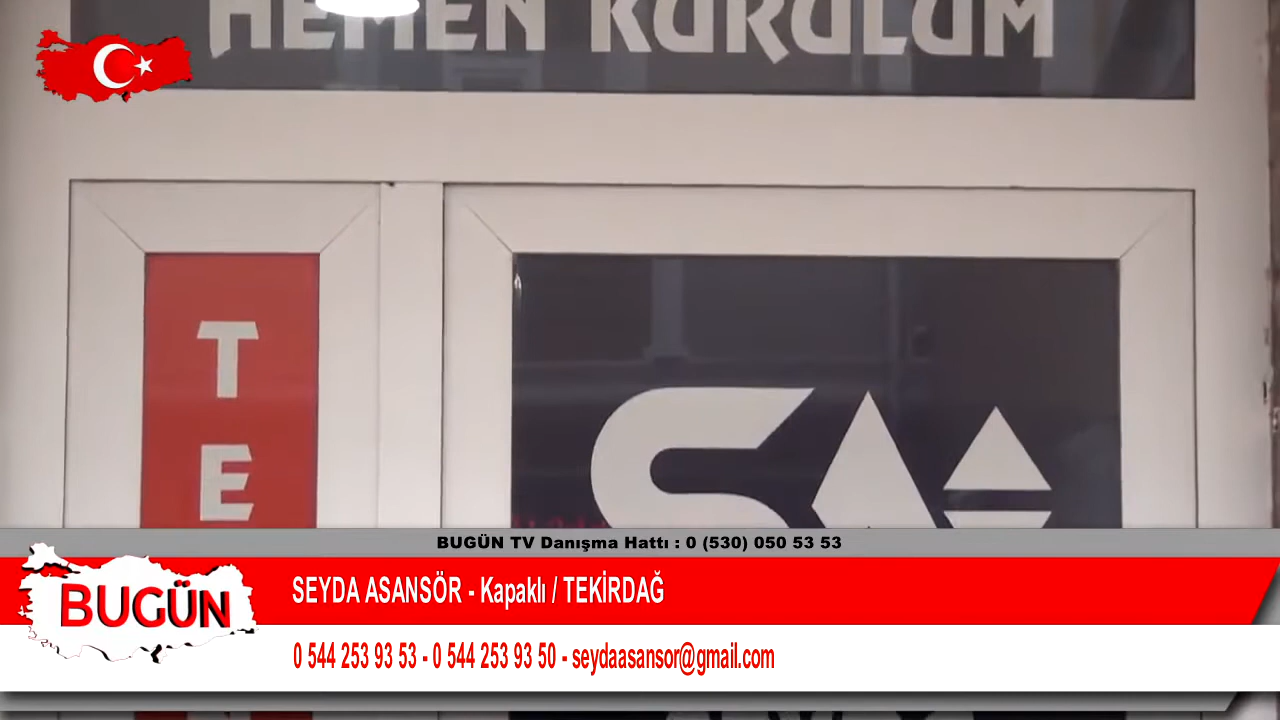 HEMEN KURULUM
T
E
BUGÜN TV Danışma Hattı : 0 (530) 050 53 53
BUGÜN
SEYDA ASANSÖR - Kapaklı / TEKİRDAĞ
0 544 253 93 53 - 0 544 253 93 50 - seydaasansor@gmail.com